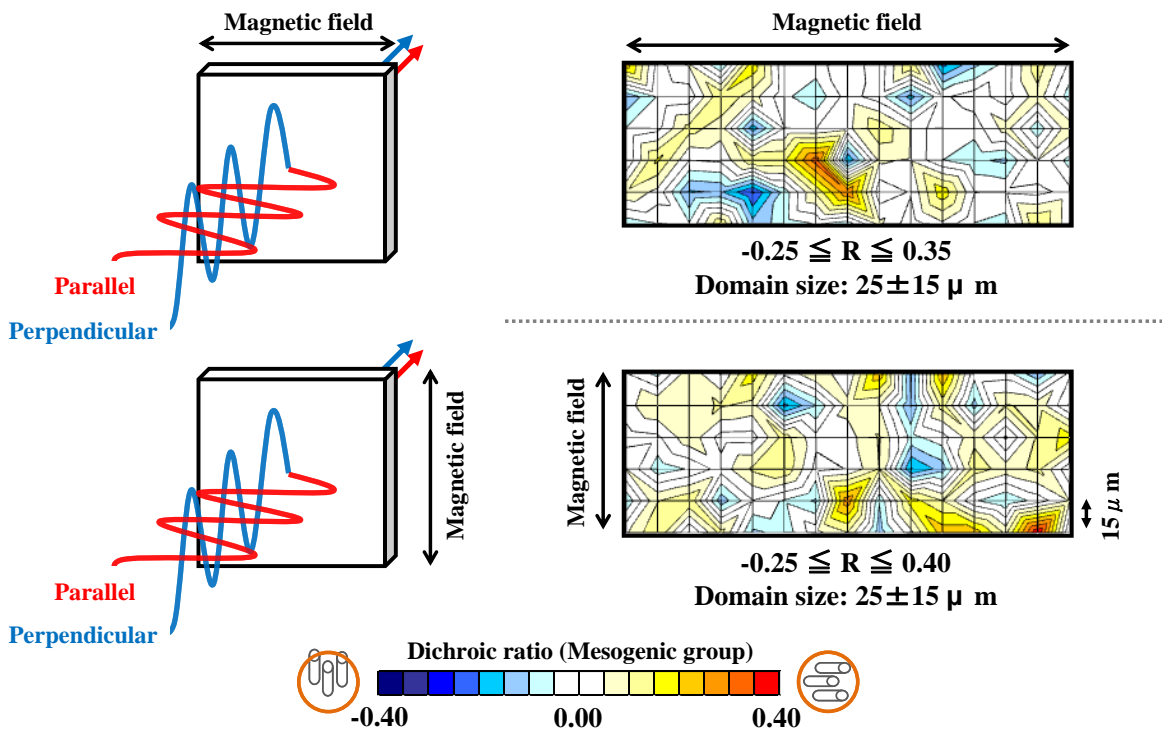 Magnetic field
Parallel
Perpendicular
Magnetic field
-0.25 ≦ R ≦ 0.35
Domain size: 25±15 μ m
Magnetic field
Parallel
Perpendicular
Magnetic field
15 μ m
-0.25 ≦ R ≦ 0.40
Domain size: 25±15 μ m
Dichroic ratio (Mesogenic group)
-0.40 0.00 0.40